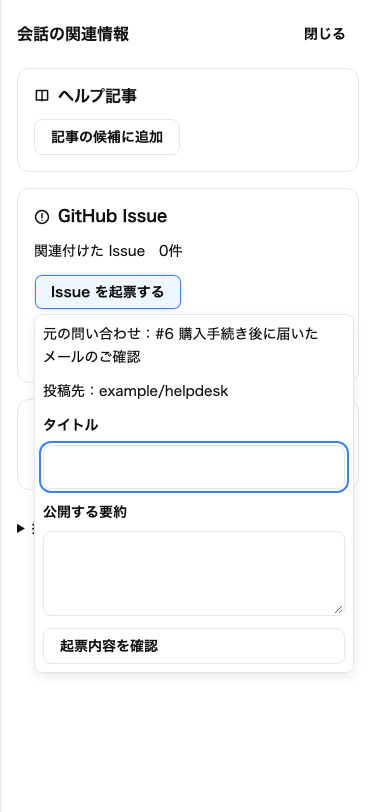 会話の関連情報
閉じる
ヘルプ記事
記事の候補に追加
GitHub Issue
関連付けた Issue 0件
Issue を起票する
元の問い合わせ：#6 購入手続き後に届いた
メールのご確認
投稿先：example/helpdesk
タイトル
公開する要約
起票内容を確認